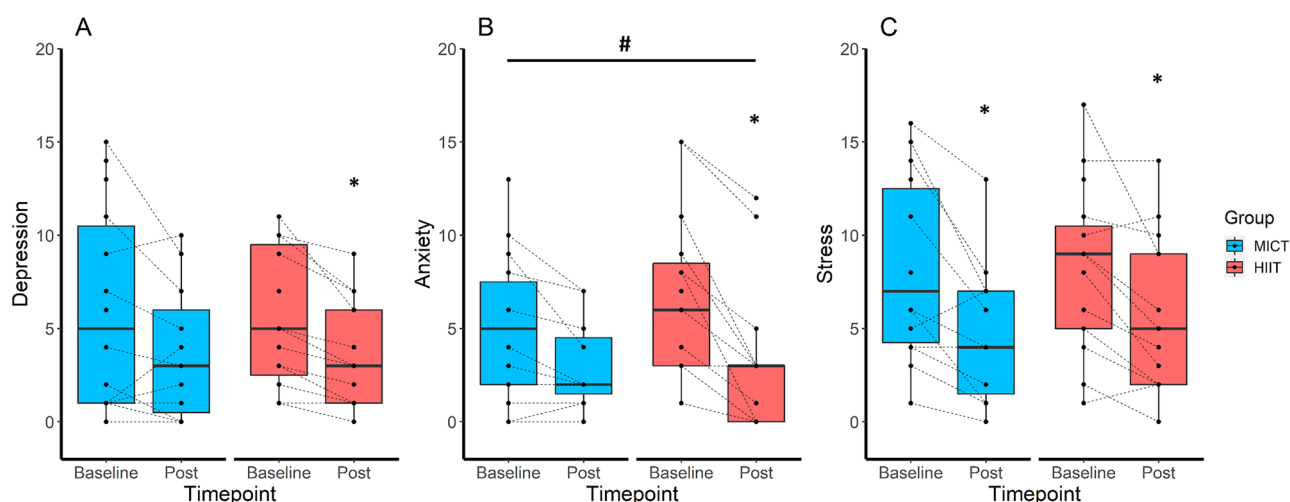 A
B
C
#
20
15
10
5
0
Depression
*
Baseline
Post
Baseline
Post
Timepoint
20
15
10
5
0
Anxiety
*
Baseline
Post
Baseline
Post
Timepoint
20
15
10
5
0
Stress
*
*
Baseline
Post
Baseline
Post
Timepoint
Group
MICT
HIIT